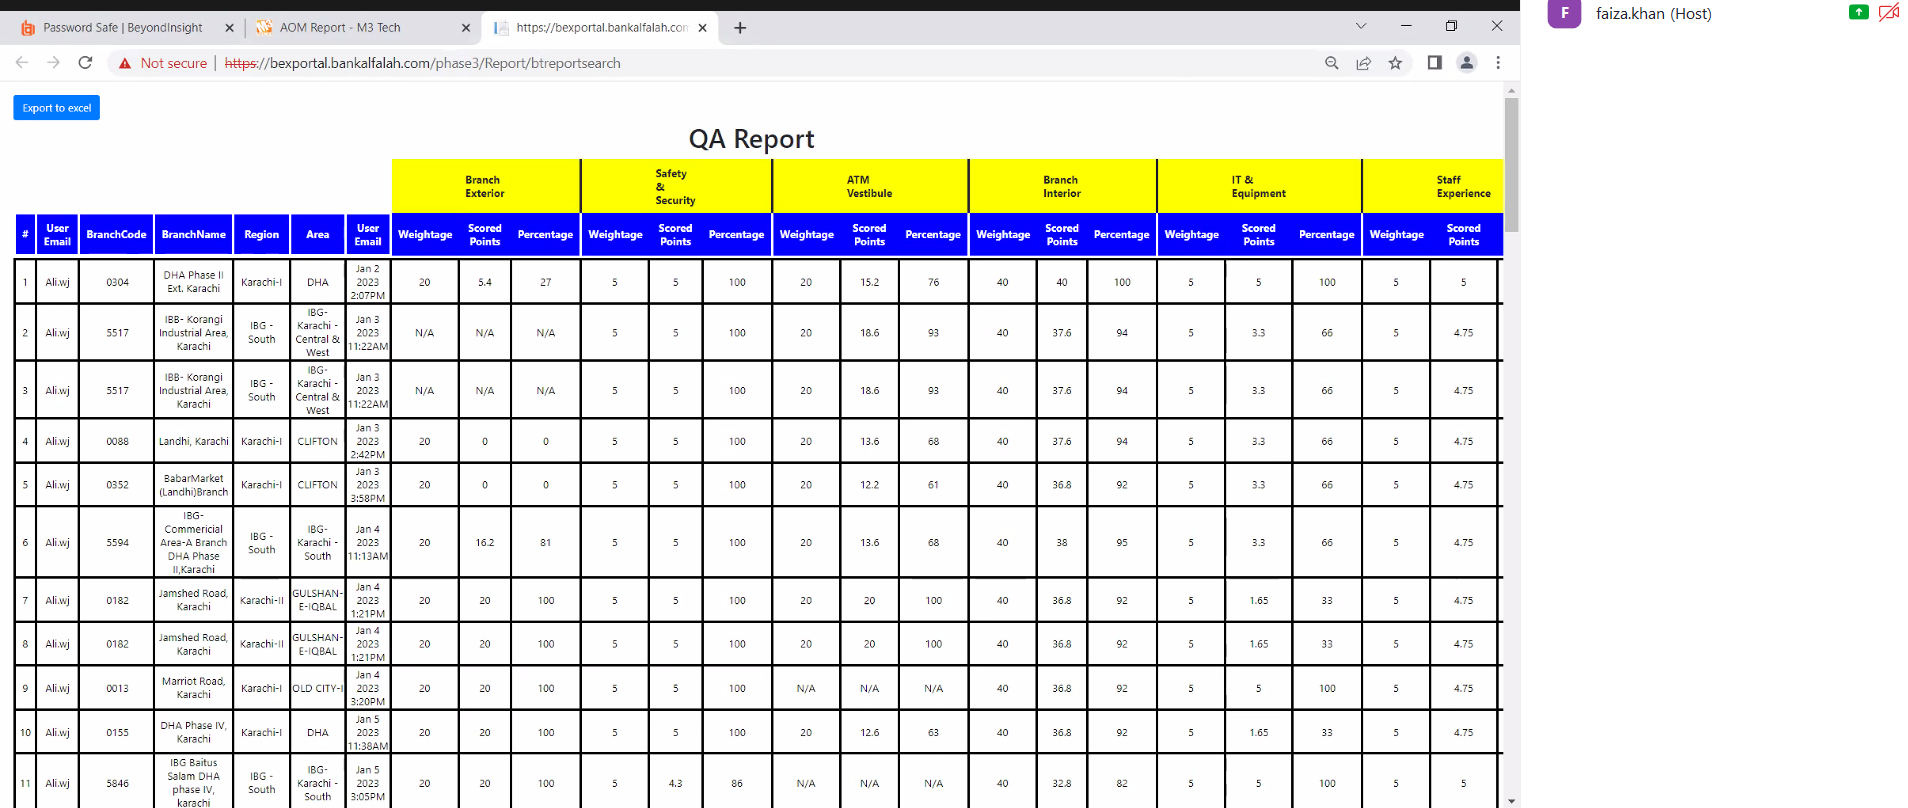 Password Safe | BeyondInsight
AOM Report - M3 Tech
https://bexportal.bankalfalah.com
faiza.khan (Host)
F
Not secure | https://bexportal.bankalfalah.com/phase3/Report/btreportsearch
Export to excel
QA Report
Branch Exterior | Safety & Security | ATM Vestibule | Branch Interior | IT & Equipment | Staff Experience
# | User Email | BranchCode | BranchName | Region | Area | User Email | Weightage | Scored Points | Percentage | Weightage | Scored Points | Percentage | Weightage | Scored Points | Percentage | Weightage | Scored Points | Percentage | Weightage | Scored Points | Percentage | Weightage | Scored Points
1 | Ali.wj | 0304 | DHA Phase II Ext. Karachi | Karachi-I | DHA | Jan 2 2023 2:07PM | 20 | 5.4 | 27 | 5 | 5 | 100 | 20 | 15.2 | 76 | 40 | 40 | 100 | 5 | 5 | 100 | 5 | 5
2 | Ali.wj | 5517 | IBB- Korangi Industrial Area, Karachi | IBG - South | IBG- Karachi - Central & West | Jan 3 2023 11:22AM | N/A | N/A | N/A | 5 | 5 | 100 | 20 | 18.6 | 93 | 40 | 37.6 | 94 | 5 | 3.3 | 66 | 5 | 4.75
3 | Ali.wj | 5517 | IBB- Korangi Industrial Area, Karachi | IBG - South | IBG- Karachi - Central & West | Jan 3 2023 11:22AM | N/A | N/A | N/A | 5 | 5 | 100 | 20 | 18.6 | 93 | 40 | 37.6 | 94 | 5 | 3.3 | 66 | 5 | 4.75
4 | Ali.wj | 0088 | Landhi, Karachi | Karachi-I | CLIFTON | Jan 3 2023 2:42PM | 20 | 0 | 0 | 5 | 5 | 100 | 20 | 13.6 | 68 | 40 | 37.6 | 94 | 5 | 3.3 | 66 | 5 | 4.75
5 | Ali.wj | 0352 | BabarMarket (Landhi)Branch | Karachi-I | CLIFTON | Jan 3 2023 3:58PM | 20 | 0 | 0 | 5 | 5 | 100 | 20 | 12.2 | 61 | 40 | 36.8 | 92 | 5 | 3.3 | 66 | 5 | 4.75
6 | Ali.wj | 5594 | IBG- Commericial Area-A Branch DHA Phase II,Karachi | IBG - South | IBG- Karachi - South | Jan 4 2023 11:13AM | 20 | 16.2 | 81 | 5 | 5 | 100 | 20 | 13.6 | 68 | 40 | 38 | 95 | 5 | 3.3 | 66 | 5 | 4.75
7 | Ali.wj | 0182 | Jamshed Road, Karachi | Karachi-II | GULSHAN-E-IQBAL | Jan 4 2023 1:21PM | 20 | 20 | 100 | 5 | 5 | 100 | 20 | 20 | 100 | 40 | 36.8 | 92 | 5 | 1.65 | 33 | 5 | 4.75
8 | Ali.wj | 0182 | Jamshed Road, Karachi | Karachi-II | GULSHAN-E-IQBAL | Jan 4 2023 1:21PM | 20 | 20 | 100 | 5 | 5 | 100 | 20 | 20 | 100 | 40 | 36.8 | 92 | 5 | 1.65 | 33 | 5 | 4.75
9 | Ali.wj | 0013 | Marriot Road, Karachi | Karachi-I | OLD CITY-I | Jan 4 2023 3:20PM | 20 | 20 | 100 | 5 | 5 | 100 | N/A | N/A | N/A | 40 | 36.8 | 92 | 5 | 5 | 100 | 5 | 4.75
10 | Ali.wj | 0155 | DHA Phase IV, Karachi | Karachi-I | DHA | Jan 5 2023 11:38AM | 20 | 20 | 100 | 5 | 5 | 100 | 20 | 12.6 | 63 | 40 | 36.8 | 92 | 5 | 1.65 | 33 | 5 | 4.75
11 | Ali.wj | 5846 | IBG Baitus Salam DHA phase IV, karachi | IBG - South | IBG- Karachi - South | Jan 5 2023 3:05PM | 20 | 20 | 100 | 5 | 4.3 | 86 | N/A | N/A | N/A | 40 | 32.8 | 82 | 5 | 5 | 100 | 5 | 5